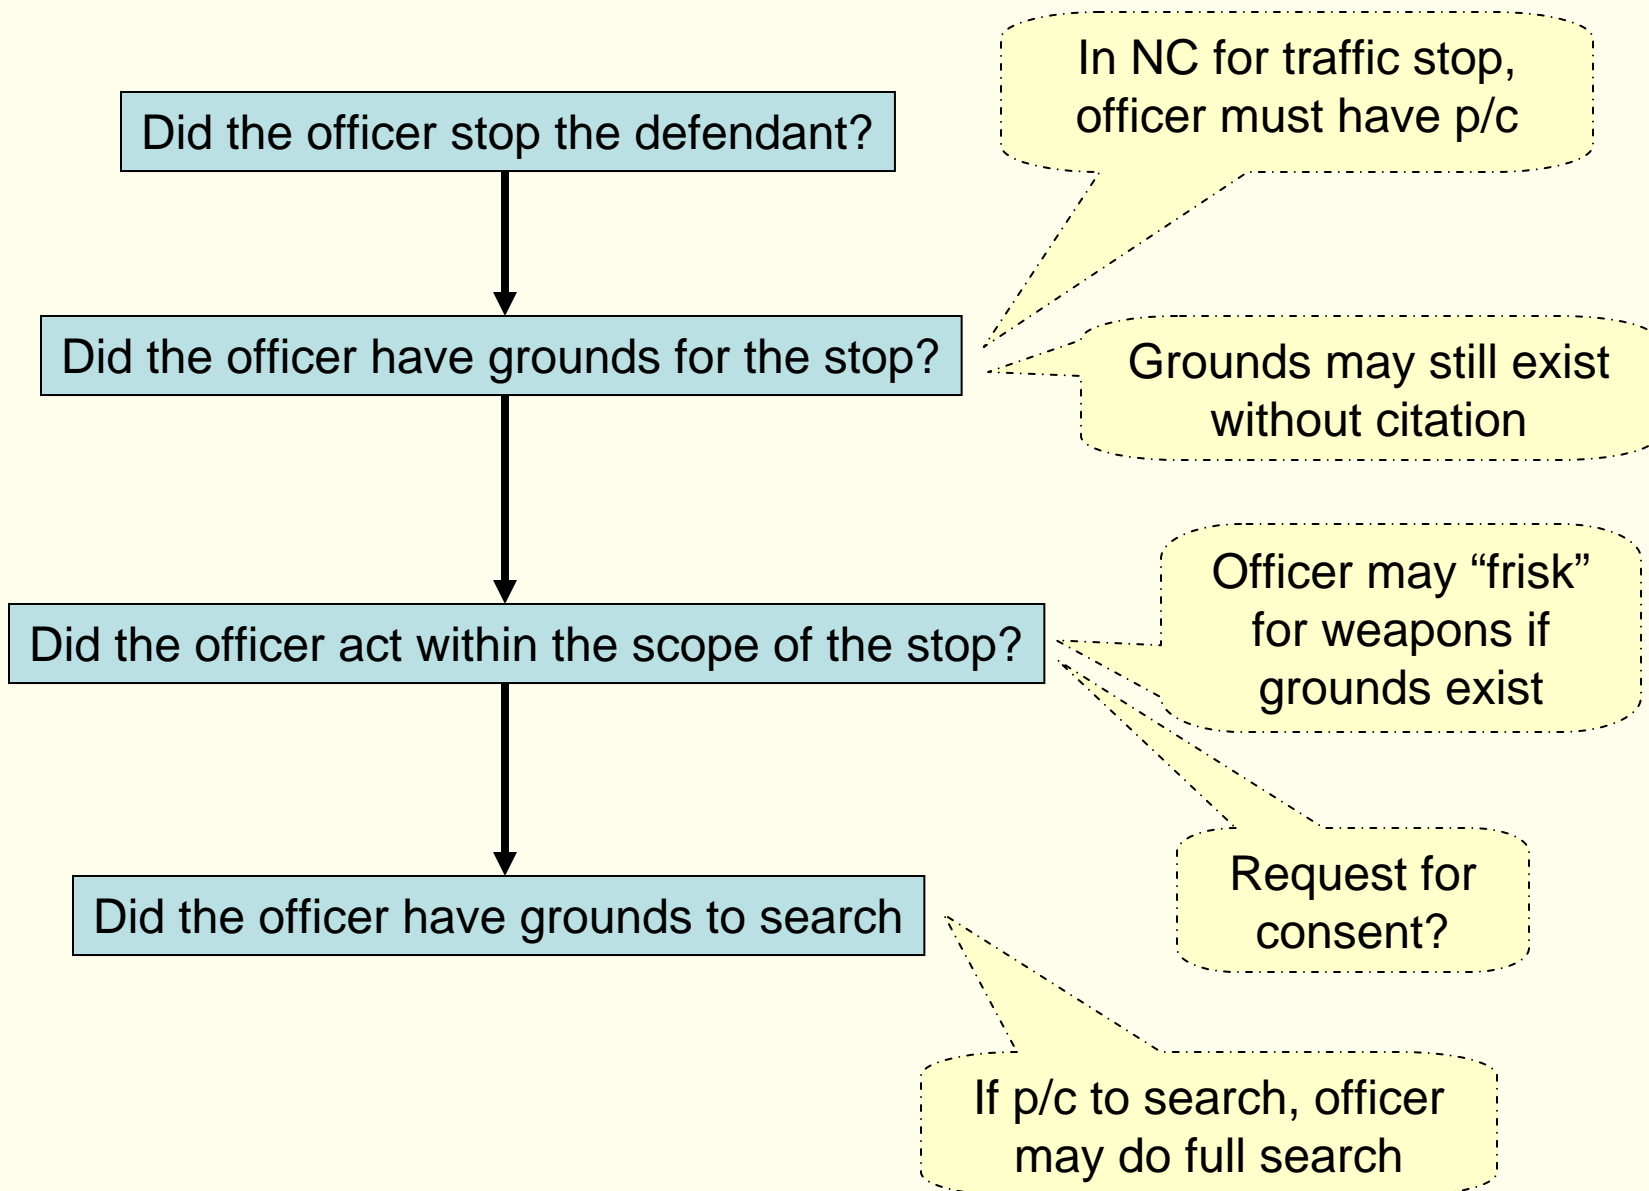 In NC for traffic stop,
officer must have p/c
Did the officer stop the defendant?
Did the officer have grounds for the stop?
Grounds may still exist
without citation
Officer may “frisk”
for weapons if
grounds exist
Did the officer act within the scope of the stop?
Request for
consent?
Did the officer have grounds to search
If p/c to search, officer
may do full search